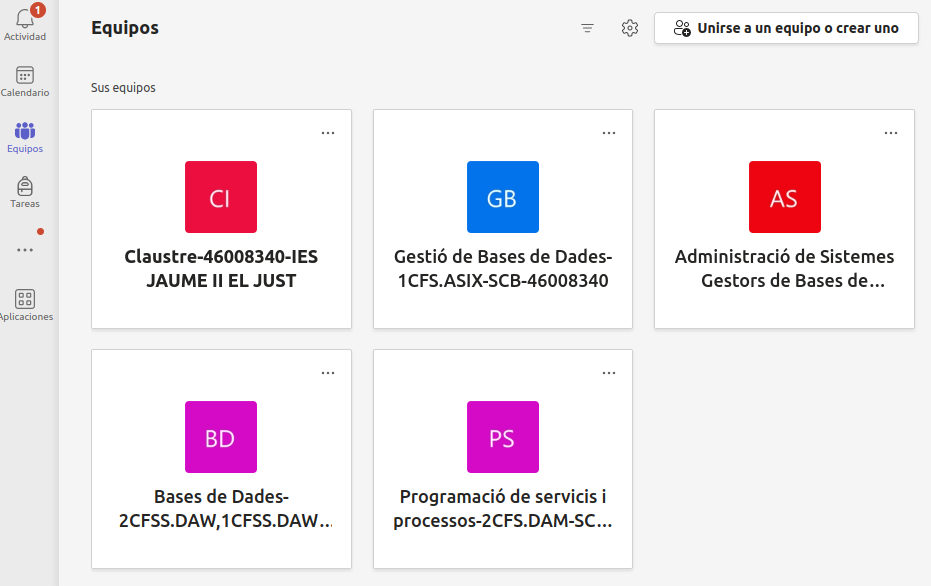 1
Actividad
Calendario
Equipos
Tareas
Aplicaciones
Equipos
Unirse a un equipo o crear uno
Sus equipos
CI
Claustre-46008340-IES
JAUME II EL JUST
GB
Gestió de Bases de Dades-
1CFS.ASIX-SCB-46008340
AS
Administració de Sistemes
Gestors de Bases de...
BD
Bases de Dades-
2CFSS.DAW,1CFSS.DAW...
PS
Programació de servicis i
processos-2CFS.DAM-SC...